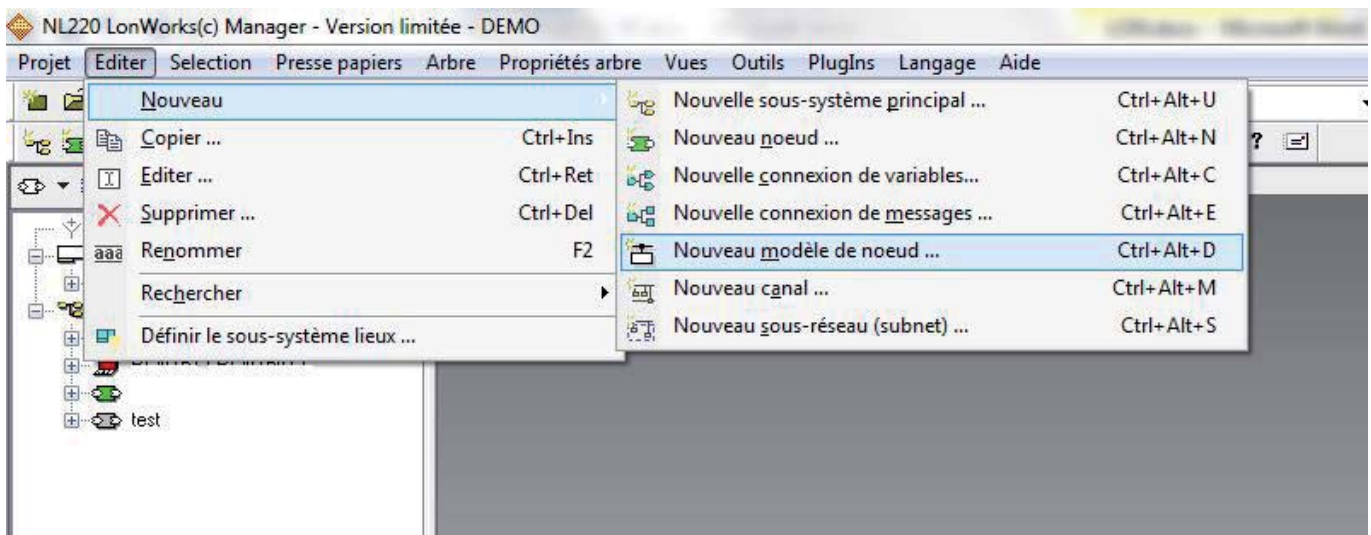 NL220 LonWorks(c) Manager - Version limitée - DEMO
Projet Editer Selection Presse papiers Arbre Propriétés arbre Vues Outils PlugIns Langage Aide
Nouveau
Copier ... Ctrl+Ins
Editer ... Ctrl+Ret
Supprimer ... Ctrl+Del
aaa Renommer F2
Rechercher
Définir le sous-système lieux ...
Nouvelle sous-système principal ... Ctrl+Alt+U
Nouveau noeud ... Ctrl+Alt+N
Nouvelle connexion de variables... Ctrl+Alt+C
Nouvelle connexion de messages ... Ctrl+Alt+E
Nouveau modèle de noeud ... Ctrl+Alt+D
Nouveau canal ... Ctrl+Alt+M
Nouveau sous-réseau (subnet) ... Ctrl+Alt+S
?
test